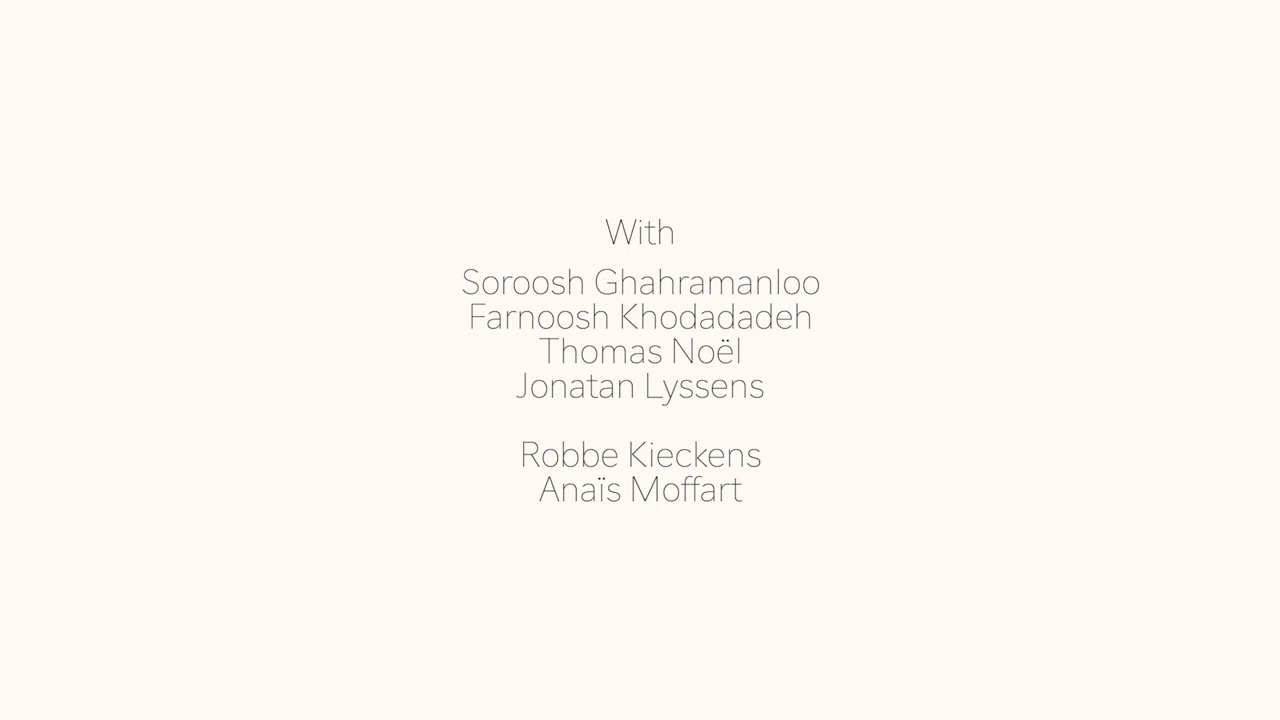 With
Soroosh Ghahramanloo
Farnoosh Khodadadeh
Thomas Noël
Jonatan Lyssens
Robbe Kieckens
Anaïs Moffart